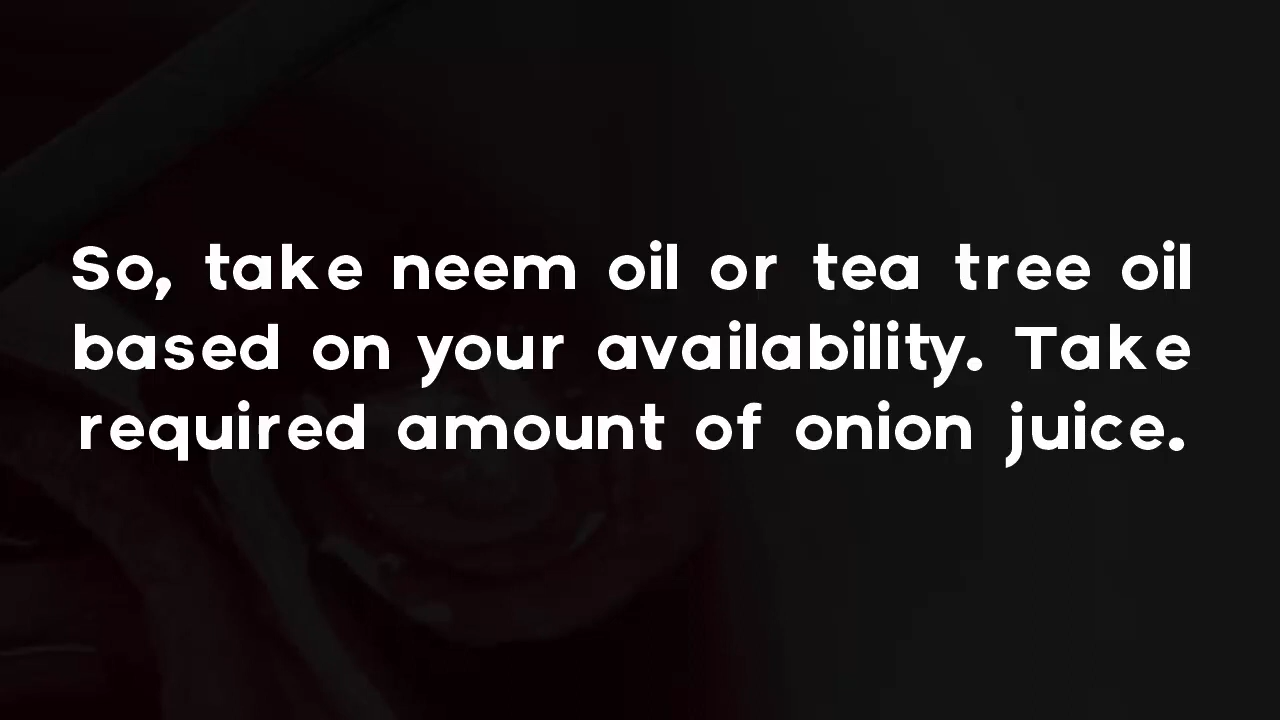 So, take neem oil or tea tree oil
based on your availability. Take
required amount of onion juice.